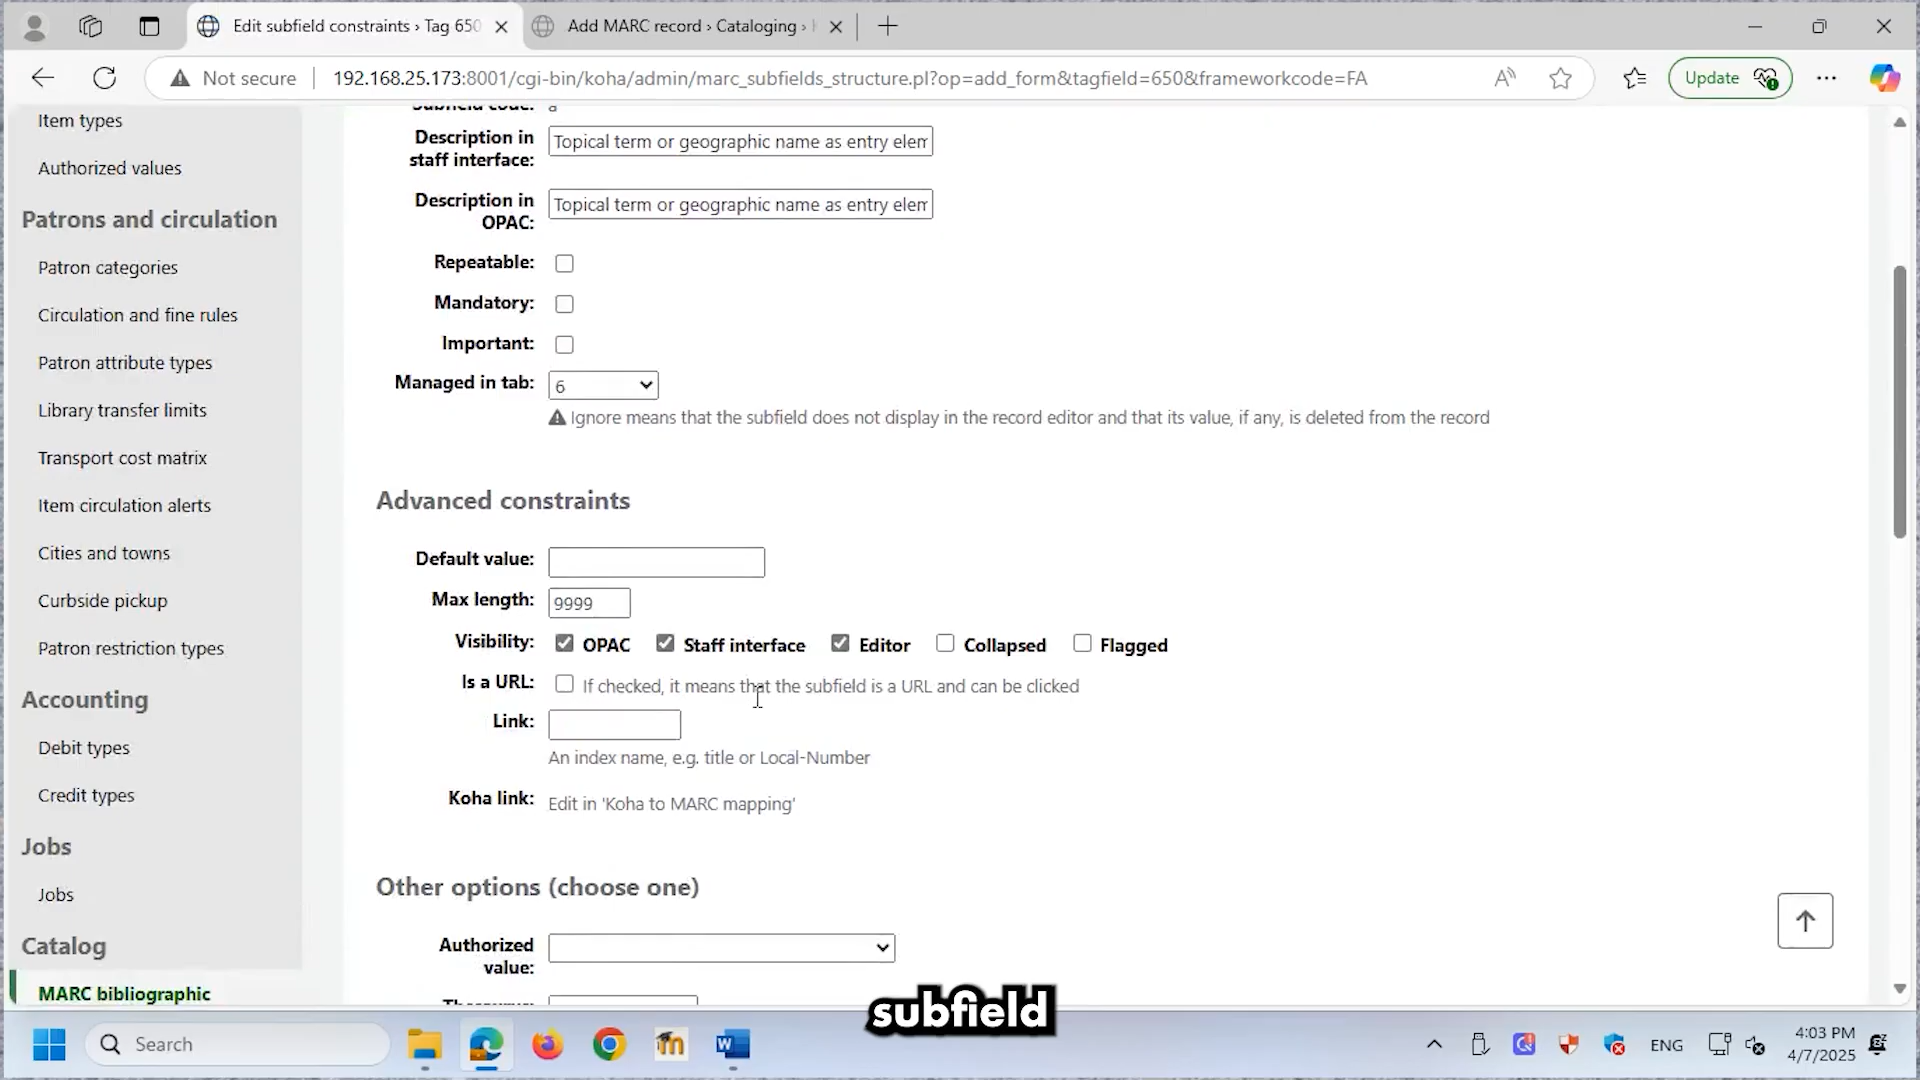 Edit subfield constraints › Tag 650
Add MARC record › Cataloging ›
Not secure
192.168.25.173:8001/cgi-bin/koha/admin/marc_subfields_structure.pl?op=add_form&tagfield=650&frameworkcode=FA
Update
Item types
Authorized values
Patrons and circulation
Patron categories
Circulation and fine rules
Patron attribute types
Library transfer limits
Transport cost matrix
Item circulation alerts
Cities and towns
Curbside pickup
Patron restriction types
Accounting
Debit types
Credit types
Jobs
Jobs
Catalog
MARC bibliographic
Subfield code: a
Description in
staff interface: Topical term or geographic name as entry elem
Description in
OPAC: Topical term or geographic name as entry elem
Repeatable:
Mandatory:
Important:
Managed in tab: 6
Ignore means that the subfield does not display in the record editor and that its value, if any, is deleted from the record
Advanced constraints
Default value:
Max length: 9999
Visibility: OPAC Staff interface Editor Collapsed Flagged
Is a URL: If checked, it means that the subfield is a URL and can be clicked
Link:
An index name, e.g. title or Local-Number
Koha link: Edit in 'Koha to MARC mapping'
Other options (choose one)
Authorized
value:
Thesaurus:
subfield
Search
ENG
4:03 PM
4/7/2025